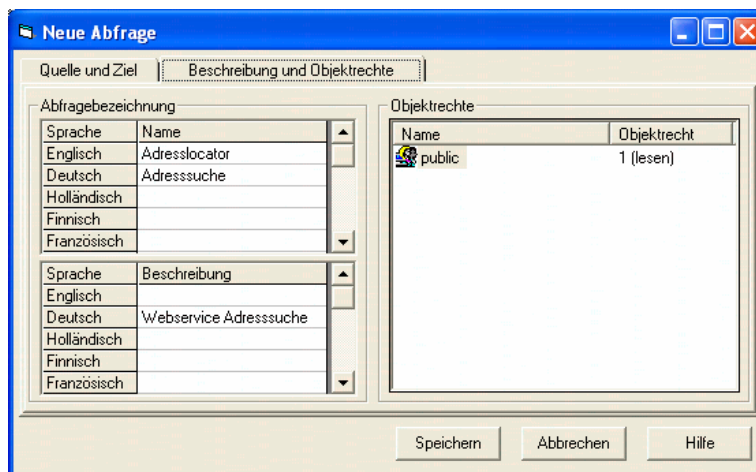 Neue Abfrage
Quelle und Ziel Beschreibung und Objektrechte
Abfragebezeichnung
Sprache Name
Englisch Adresslocator
Deutsch Adresssuche
Holländisch
Finnisch
Französisch
Sprache Beschreibung
Englisch
Deutsch Webservice Adresssuche
Holländisch
Finnisch
Französisch
Objektrechte
Name Objektrecht
public 1 (lesen)
Speichern Abbrechen Hilfe